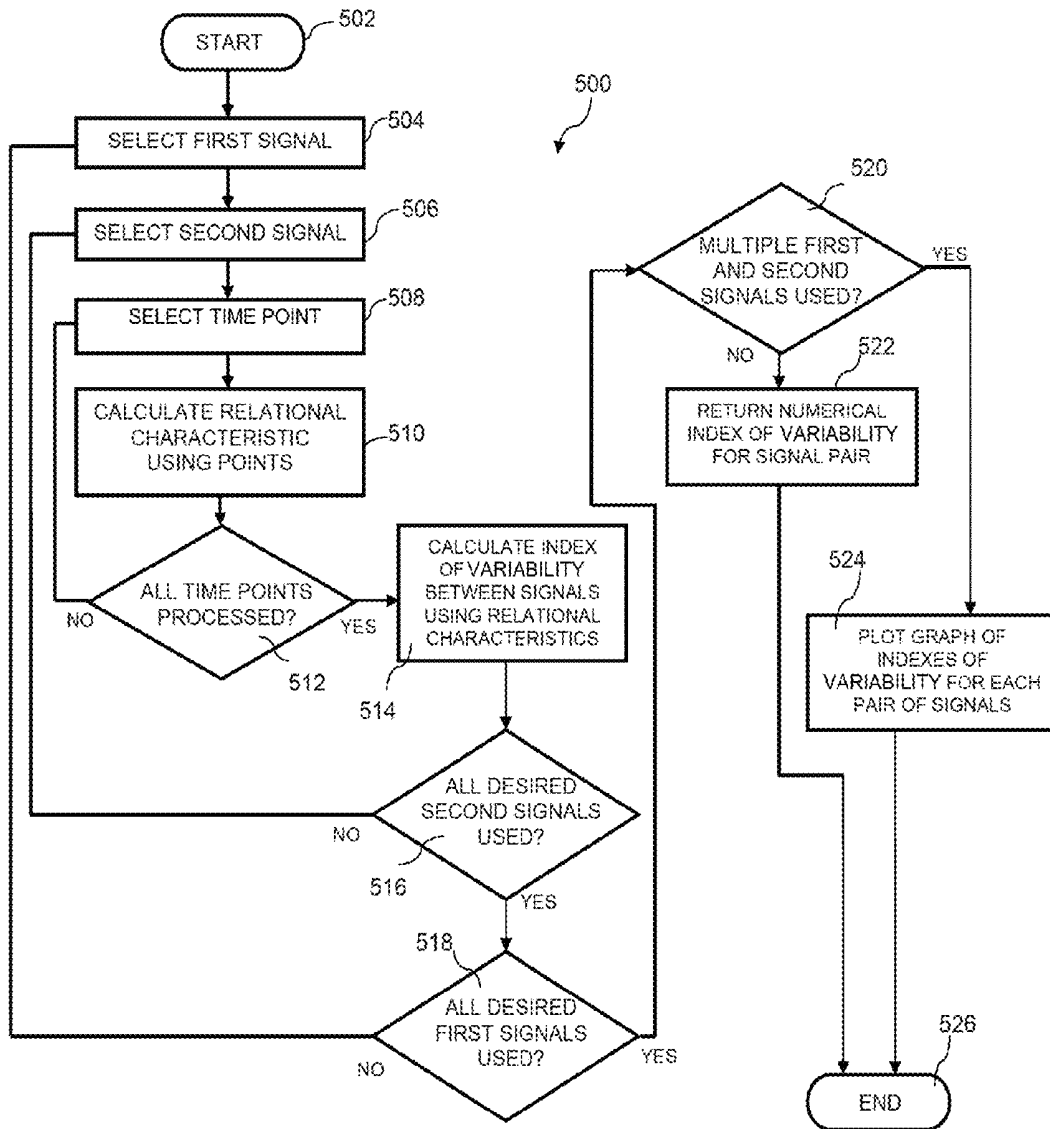 START
502
500
SELECT FIRST SIGNAL
504
SELECT SECOND SIGNAL
506
SELECT TIME POINT
508
CALCULATE RELATIONAL
CHARACTERISTIC
USING POINTS
510
ALL TIME POINTS
PROCESSED?
NO
YES
512
CALCULATE INDEX
OF VARIABILITY
BETWEEN SIGNALS
USING RELATIONAL
CHARACTERISTICS
514
ALL DESIRED
SECOND SIGNALS
USED?
NO
516
YES
518
ALL DESIRED
FIRST SIGNALS
USED?
NO
YES
520
MULTIPLE FIRST
AND SECOND
SIGNALS USED?
YES
NO
522
RETURN NUMERICAL
INDEX OF VARIABILITY
FOR SIGNAL PAIR
524
PLOT GRAPH OF
INDEXES OF
VARIABILITY FOR EACH
PAIR OF SIGNALS
526
END